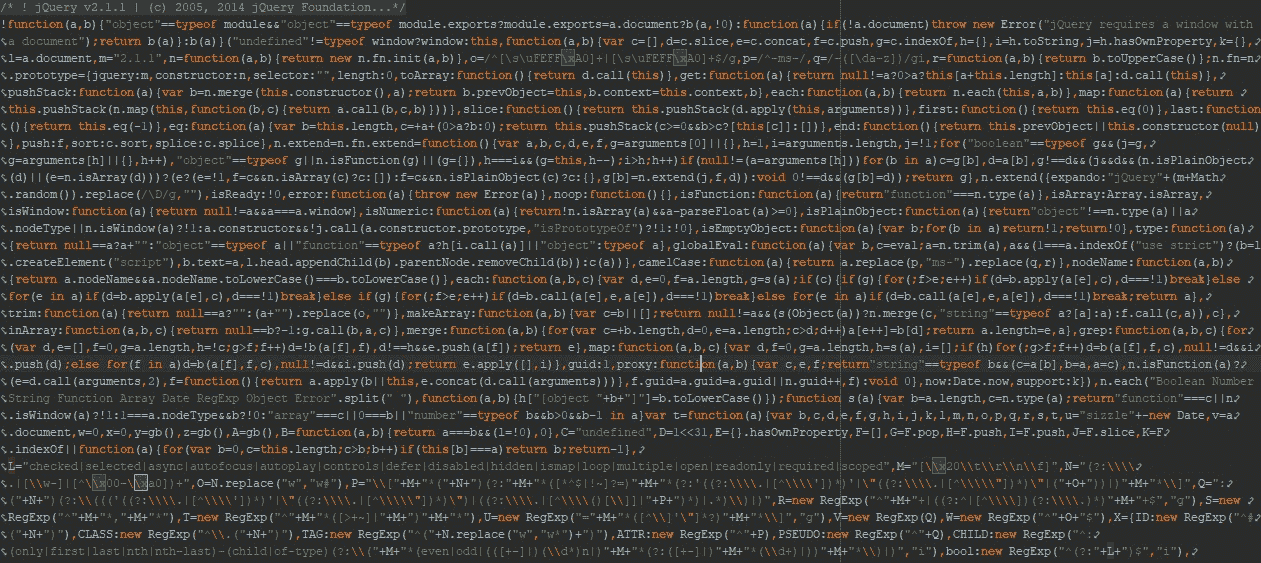 /* ! jQuery v2.1.1 | (c) 2005, 2014 jQuery Foundation...*/
!function(a,b){"object"==typeof module&&"object"==typeof module.exports?module.exports=a.document?b(a,!0):function(a){if(!a.document)throw new Error("jQuery requires a window with
a document");return b(a)}:b(a)}("undefined"!=typeof window?window:this,function(a,b){var c=[],d=c.slice,e=c.concat,f=c.push,g=c.indexOf,h={},i=h.toString,j=h.hasOwnProperty,k={},
l=a.document,m="2.1.1",n=function(a,b){return new n.fn.init(a,b)},o=/^[\s\uFEFF\xA0]+|[\s\uFEFF\xA0]+$/g,p=/^-ms-/,q=/-([\da-z])/gi,r=function(a,b){return b.toUpperCase()};n.fn=n
.prototype={jquery:m,constructor:n,selector:"",length:0,toArray:function(){return d.call(this)},get:function(a){return null!=a?0>a?this[a+this.length]:this[a]:d.call(this)},
pushStack:function(a){var b=n.merge(this.constructor(),a);return b.prevObject=this,b.context=this.context,b},each:function(a,b){return n.each(this,a,b)},map:function(a){return
this.pushStack(n.map(this,function(b,c){return a.call(b,c,b)}))},slice:function(){return this.pushStack(d.apply(this,arguments))},first:function(){return this.eq(0)},last:function
(){return this.eq(-1)},eq:function(a){var b=this.length,c=+a+(0>a?b:0);return this.pushStack(c>=0&&b>c?[this[c]]:[])},end:function(){return this.prevObject||this.constructor(null)
},push:f,sort:c.sort,splice:c.splice},n.extend=n.fn.extend=function(){var a,b,c,d,e,f,g=arguments[0]||{},h=1,i=arguments.length,j=!1;for("boolean"==typeof g&&(j=g,
g=arguments[h]||{},h++),"object"==typeof g||n.isFunction(g)||(g={}),h===i&&(g=this,h--);i>h;h++)if(null!=(a=arguments[h]))for(b in a)c=g[b],d=a[b],g!==d&&(j&&d&&(n.isPlainObject
(d)||(e=n.isArray(d)))?(e?(e=!1,f=c&&n.isArray(c)?c:[]):f=c&&n.isPlainObject(c)?c:{},g[b]=n.extend(j,f,d)):void 0!==d&&(g[b]=d));return g},n.extend({expando:"jQuery"+(m+Math
.random()).replace(/\D/g,""),isReady:!0,error:function(a){throw new Error(a)},noop:function(){},isFunction:function(a){return"function"===n.type(a)},isArray:Array.isArray,
isWindow:function(a){return null!=a&&a===a.window},isNumeric:function(a){return!n.isArray(a)&&a-parseFloat(a)>=0},isPlainObject:function(a){return"object"!==n.type(a)||a
.nodeType||n.isWindow(a)?!1:a.constructor&&!j.call(a.constructor.prototype,"isPrototypeOf")?!1:!0},isEmptyObject:function(a){var b;for(b in a)return!1;return!0},type:function(a)
{return null==a?a+"":"object"==typeof a||"function"==typeof a?h[i.call(a)]||"object":typeof a},globalEval:function(a){var b,c=eval;a=n.trim(a),a&&(1===a.indexOf("use strict")?(b=l
.createElement("script"),b.text=a,l.head.appendChild(b).parentNode.removeChild(b)):c(a))},camelCase:function(a){return a.replace(p,"ms-").replace(q,r)},nodeName:function(a,b)
{return a.nodeName&&a.nodeName.toLowerCase()===b.toLowerCase()},each:function(a,b,c){var d,e=0,f=a.length,g=s(a);if(c){if(g){for(;f>e;e++)if(d=b.apply(a[e],c),d===!1)break}else
for(e in a)if(d=b.apply(a[e],c),d===!1)break}else if(g){for(;f>e;e++)if(d=b.call(a[e],e,a[e]),d===!1)break}else for(e in a)if(d=b.call(a[e],e,a[e]),d===!1)break;return a},
trim:function(a){return null==a?"":(a+"").replace(o,"")},makeArray:function(a,b){var c=b||[];return null!=a&&(s(Object(a))?n.merge(c,"string"==typeof a?[a]:a):f.call(c,a)),c},
inArray:function(a,b,c){return null==b?-1:g.call(b,a,c)},merge:function(a,b){for(var c=+b.length,d=0,e=a.length;c>d;d++)a[e++]=b[d];return a.length=e,a},grep:function(a,b,c){for
(var d,e=[],f=0,g=a.length,h=!c;g>f;f++)d=!b(a[f],f),d!==h&&e.push(a[f]);return e},map:function(a,b,c){var d,f=0,g=a.length,h=s(a),i=[];if(h)for(;g>f;f++)d=b(a[f],f,c),null!=d&&i
.push(d);else for(f in a)d=b(a[f],f,c),null!=d&&i.push(d);return e.apply([],i)},guid:1,proxy:function(a,b){var c,e,f;return"string"==typeof b&&(c=a[b],b=a,a=c),n.isFunction(a)?
(e=d.call(arguments,2),f=function(){return a.apply(b||this,e.concat(d.call(arguments)))},f.guid=a.guid=a.guid||n.guid++,f):void 0},now:Date.now,support:k}),n.each("Boolean Number
String Function Array Date RegExp Object Error".split(" "),function(a,b){h["[object "+b+"]"]=b.toLowerCase()});function s(a){var b=a.length,c=n.type(a);return"function"===c||n
.isWindow(a)?!1:1===a.nodeType&&b?!0:"array"===c||0===b||"number"==typeof b&&b>0&&b-1 in a}var t=function(a){var b,c,d,e,f,g,h,i,j,k,l,m,n,o,p,q,r,s,t,u="sizzle"+-new Date,v=a
.document,w=0,x=0,y=gb(),z=gb(),A=gb(),B=function(a,b){return a===b&&(l=!0),0},C="undefined",D=1<<31,E={}.hasOwnProperty,F=[],G=F.pop,H=F.push,I=F.push,J=F.slice,K=F
.indexOf||function(a){for(var b=0,c=this.length;c>b;b++)if(this[b]===a)return b;return-1},
L="checked|selected|async|autofocus|autoplay|controls|defer|disabled|hidden|ismap|loop|multiple|open|readonly|required|scoped",M="[\\x20\\t\\r\\n\\f]",N="(?:\\\\
.|[\\w-]|[^\\x00-\\xa0])+",O=N.replace("w","w#"),P="\\["+M+"*("+N+")(?:"+M+"*([*^$|!~]?=)"+M+"*(?:'((?:\\\\.|[^\\\\'])*)'|\"((?:\\\\.|[^\\\\\"])*)\"|("+O+"))|)"+M+"*\\]",Q=":
("+N+")(?:\\((('((?:\\\\.|[^\\\\'])*)'|\"((?:\\\\.|[^\\\\\"])*)\")|((?:\\\\.|[^\\\\()[\\]]|"+P+")*)|.*)\\)|)",R=new RegExp("^"+M+"+|((?:^|[^\\\\])(?:\\\\.)*)"+M+"+$","g"),S=new
RegExp("^"+M+"*,"+M+"*"),T=new RegExp("^"+M+"*([>+~]|"+M+")"+M+"*"),U=new RegExp("="+M+"*([^\\]'\"]*?)"+M+"*\\]","g"),V=new RegExp(Q),W=new RegExp("^"+O+"$"),X={ID:new RegExp("^#
("+N+")"),CLASS:new RegExp("^\\.("+N+")"),TAG:new RegExp("^("+N.replace("w","w*")+")"),ATTR:new RegExp("^"+P),PSEUDO:new RegExp("^"+Q),CHILD:new RegExp("^:
(only|first|last|nth|nth-last)-(child|of-type)(?:\\("+M+"*(even|odd|(([+-]|)(\\d*)n|)"+M+"*(?:([+-]|)"+M+"*(\\d+)|))"+M+"*\\)|)","i"),bool:new RegExp("^(?:"+L+")$","i"),